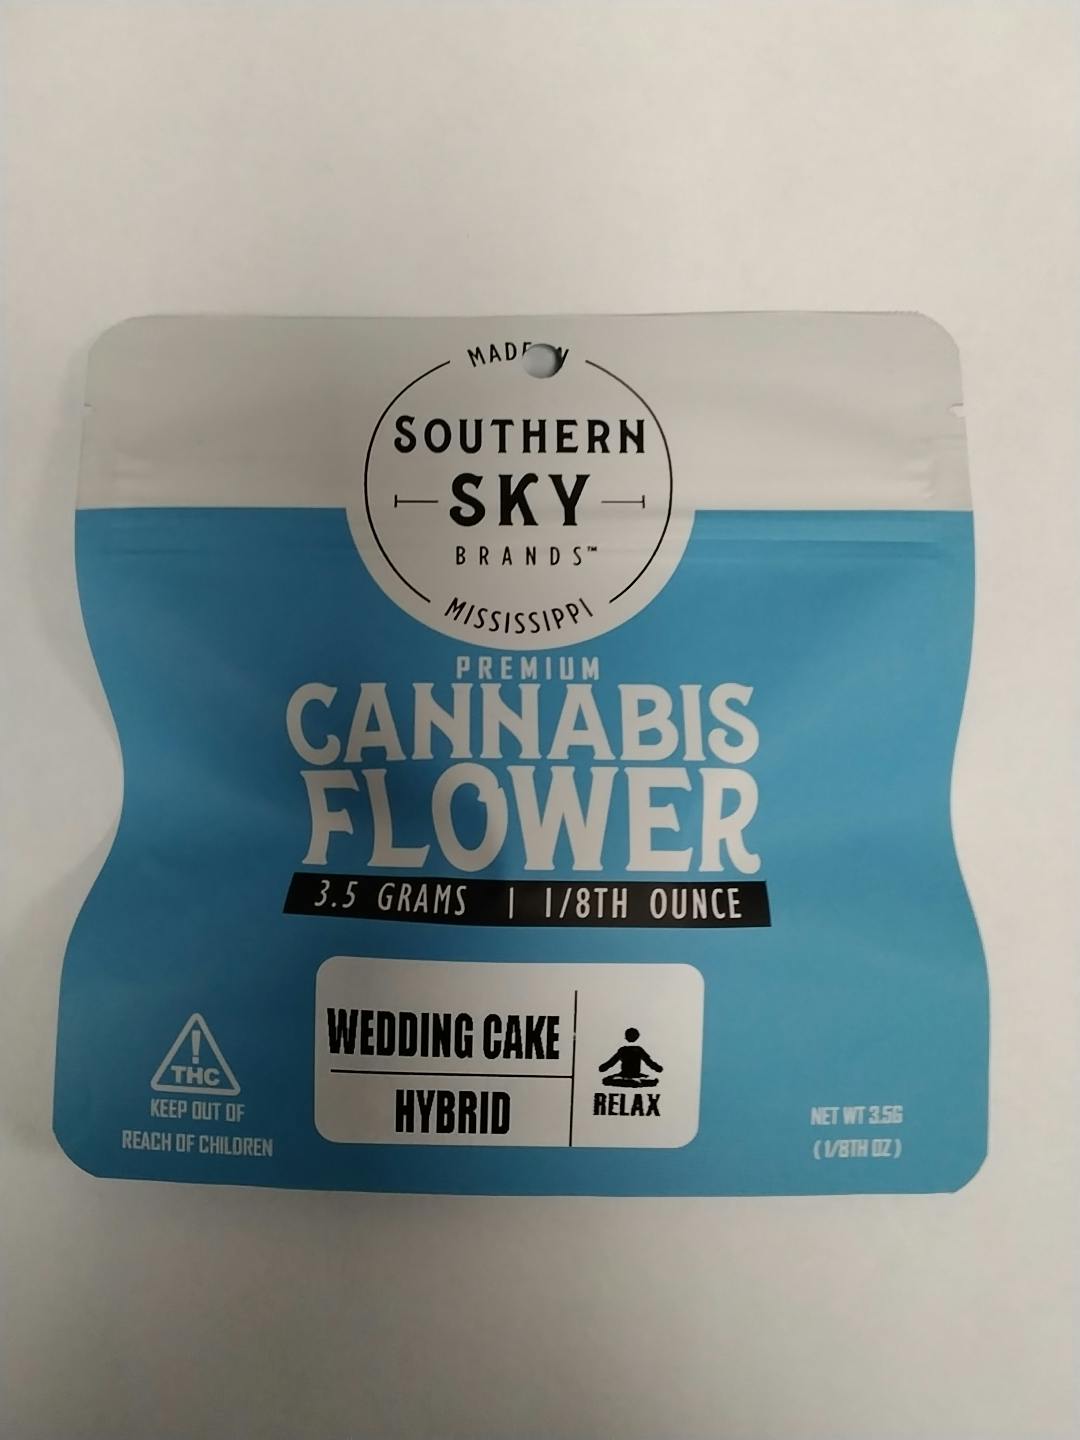 MADE
SOUTHERN
SKY
BRANDS™
MISSISSIPPI
PREMIUM
CANNABIS
FLOWER
3.5 GRAMS | 1/8TH OUNCE
WEDDING CAKE
HYBRID
RELAX
!
THC
KEEP OUT OF
REACH OF CHILDREN
NET WT 3.5G
(1/8TH OZ)